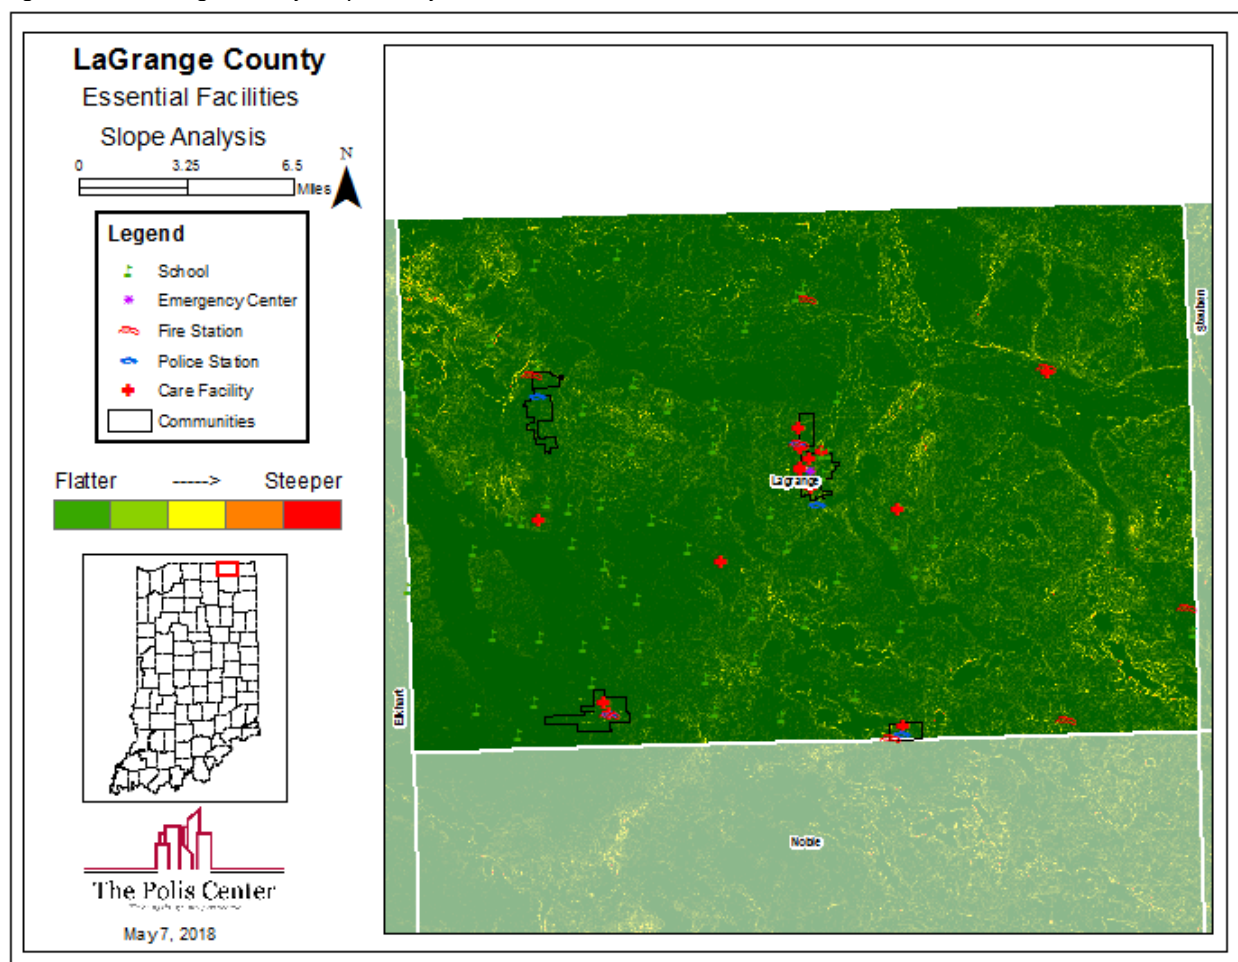 LaGrange County
Essential Facilities
Slope Analysis
0 3.25 6.5
Miles
N
Legend
School
Emergency Center
Fire Station
Police Station
Care Facility
Communities
Flatter -----> Steeper
The Polis Center
May 7, 2018
Steuben
Lagrange
Elkhart
Noble